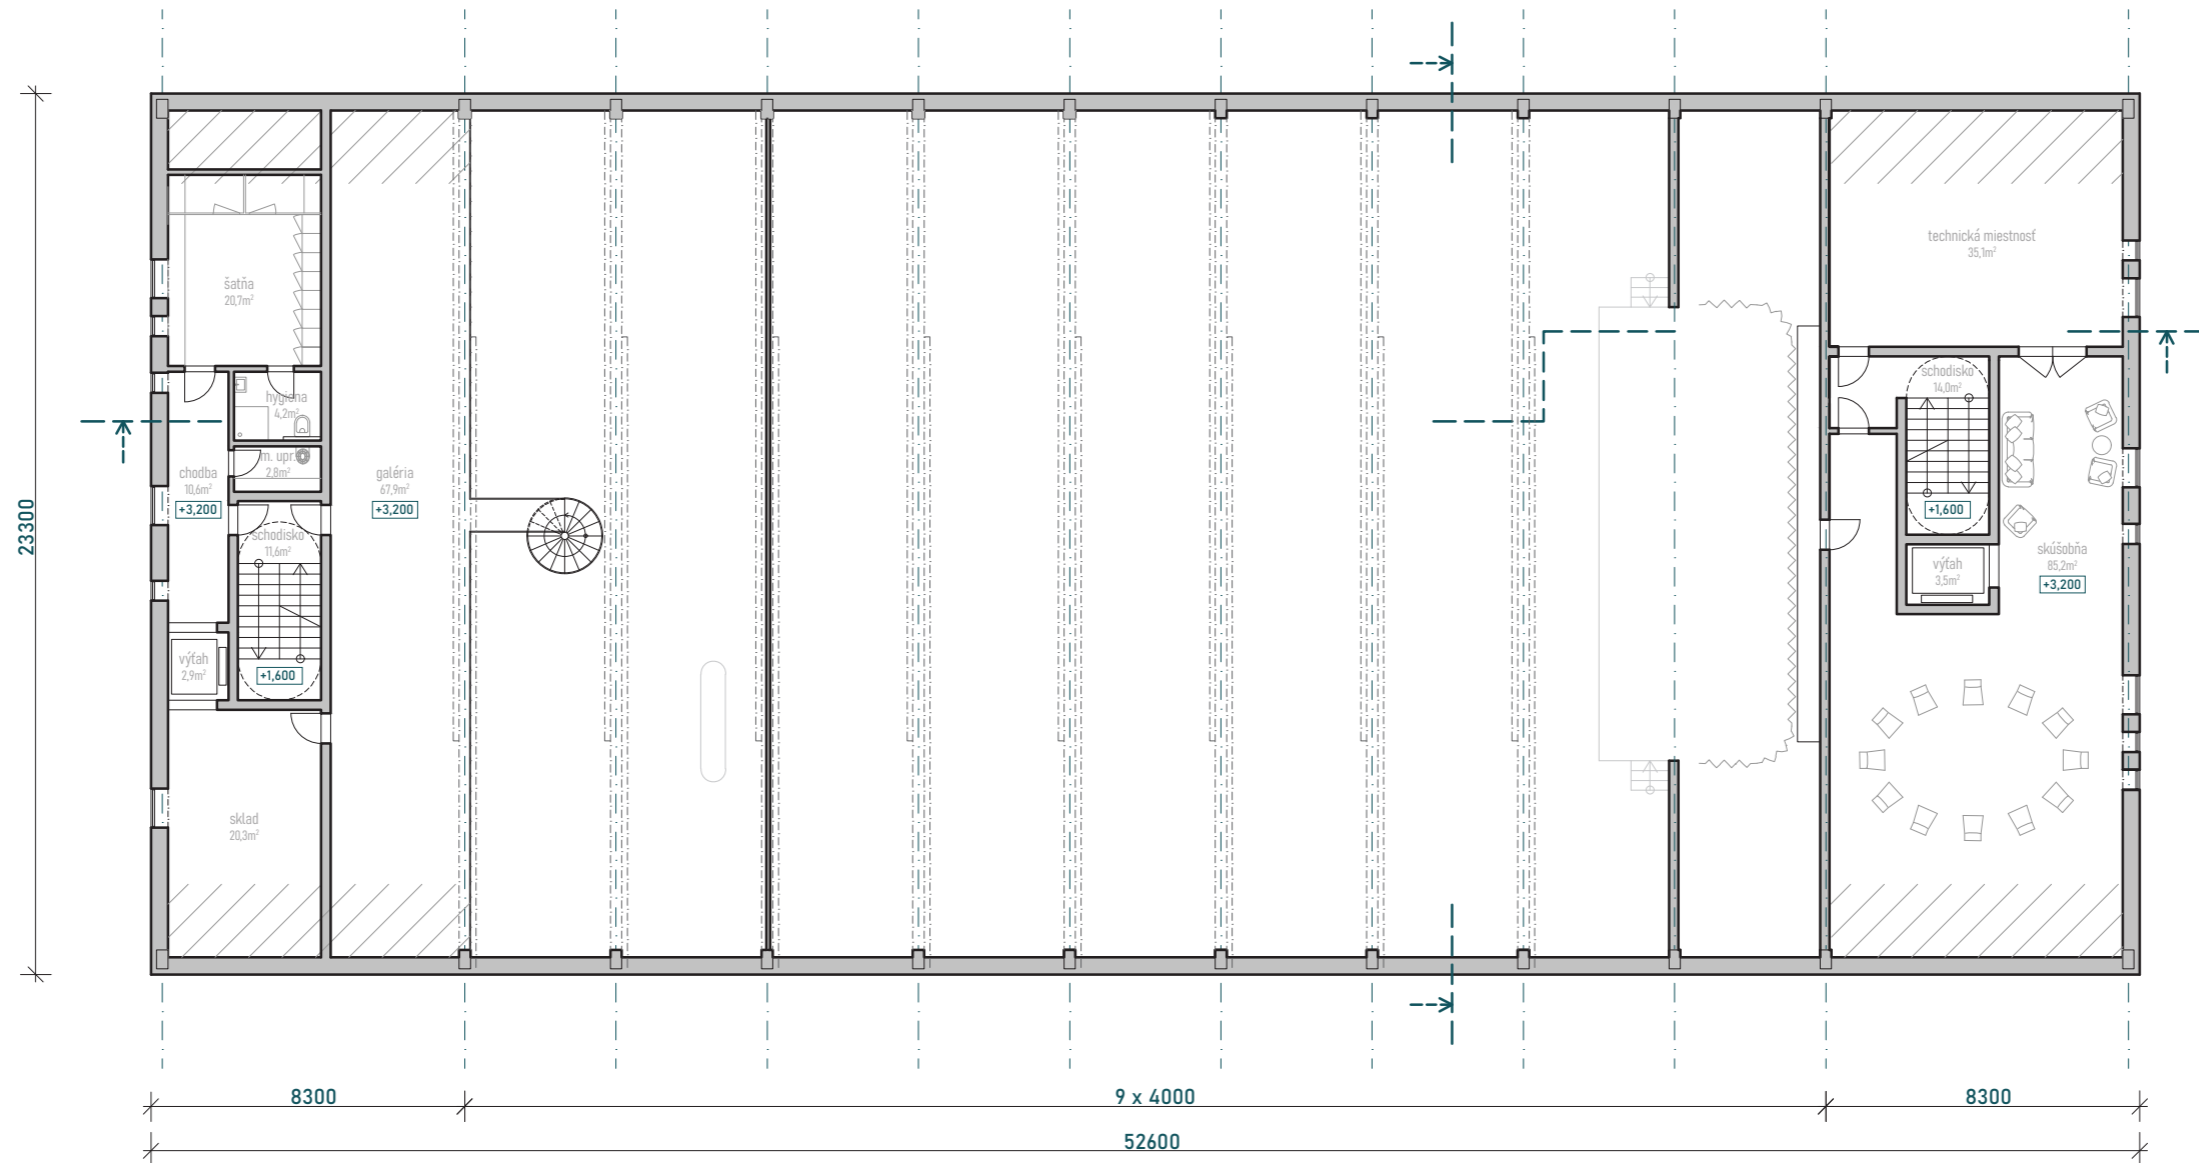 technická miestnosť
35,1m²
šatňa
20,7m²
schodisko
14,0m²
hygiena
4,2m²
m. upr.
2,8m²
chodba
10,6m²
+3,200
galéria
67,9m²
+3,200
+1,600
23300
schodisko
11,6m²
skúšobňa
85,2m²
+3,200
výťah
3,5m²
výťah
2,9m²
+1,600
sklad
20,3m²
8300
9 x 4000
8300
52600